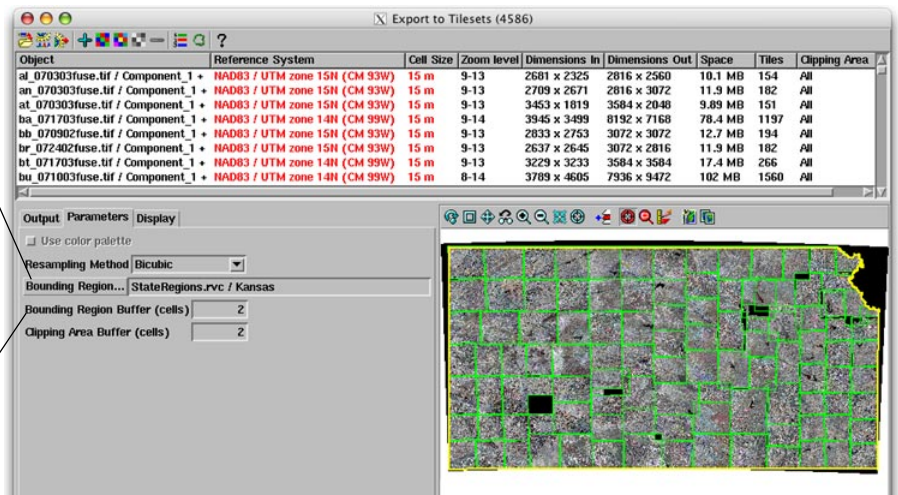 X Export to Tilesets (4586)
?
Object Reference System Cell Size Zoom level Dimensions In Dimensions Out Space Tiles Clipping Area
al_070303fuse.tif / Component_1 + NAD83 / UTM zone 15N (CM 93W) 15 m 9-13 2681 x 2325 2816 x 2560 10.1 MB 154 All
an_070303fuse.tif / Component_1 + NAD83 / UTM zone 15N (CM 93W) 15 m 9-13 2709 x 2671 2816 x 3072 11.9 MB 182 All
at_070303fuse.tif / Component_1 + NAD83 / UTM zone 15N (CM 93W) 15 m 9-13 3453 x 1819 3584 x 2048 9.89 MB 151 All
ba_071703fuse.tif / Component_1 + NAD83 / UTM zone 14N (CM 99W) 15 m 9-14 3945 x 3499 8192 x 7168 78.4 MB 1197 All
bb_070902fuse.tif / Component_1 + NAD83 / UTM zone 15N (CM 93W) 15 m 9-13 2833 x 2753 3072 x 3072 12.7 MB 194 All
br_072402fuse.tif / Component_1 + NAD83 / UTM zone 15N (CM 93W) 15 m 9-13 2637 x 2645 3072 x 2816 11.9 MB 182 All
bt_071703fuse.tif / Component_1 + NAD83 / UTM zone 14N (CM 99W) 15 m 9-13 3229 x 3233 3584 x 3584 17.4 MB 266 All
bu_071003fuse.tif / Component_1 + NAD83 / UTM zone 14N (CM 99W) 15 m 8-14 3789 x 4605 7936 x 9472 102 MB 1560 All
Output Parameters Display
Use color palette
Resampling Method Bicubic
Bounding Region... StateRegions.rvc / Kansas
Bounding Region Buffer (cells) 2
Clipping Area Buffer (cells) 2